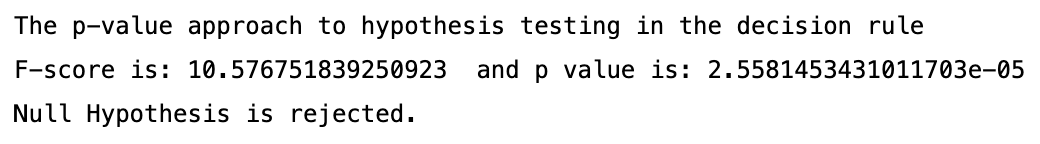 The p-value approach to hypothesis testing in the decision rule
F-score is: 10.576751839250923  and p value is: 2.5581453431011703e-05
Null Hypothesis is rejected.